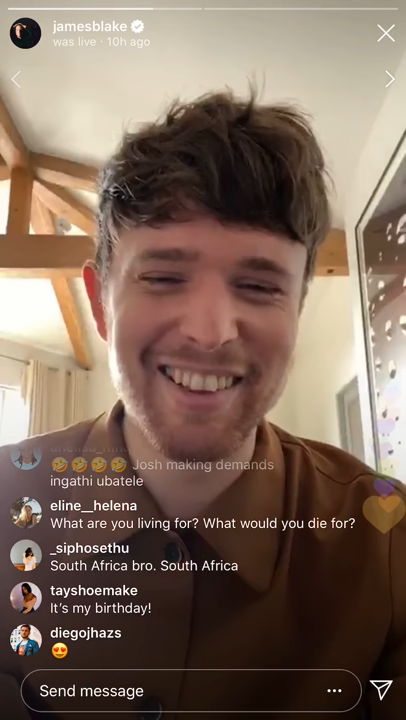 jamesblake
was live · 10h ago
🤣🤣🤣🤣 Josh making demands
ingathi ubatele
eline__helena
What are you living for? What would you die for?
_siphosethu
South Africa bro. South Africa
tayshoemake
It's my birthday!
diegojhazs
😍
Send message